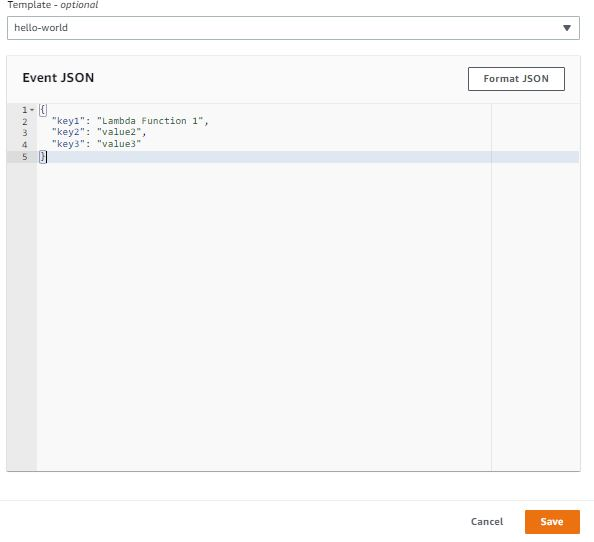 Template - optional
hello-world
Event JSON
Format JSON
1 {
2 "key1": "Lambda Function 1",
3 "key2": "value2",
4 "key3": "value3"
5 }
Cancel
Save